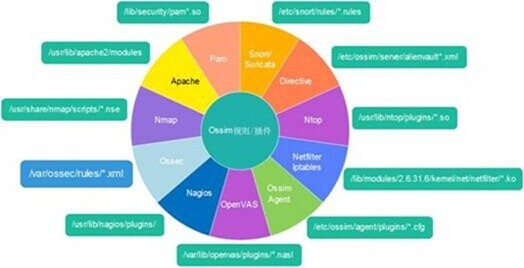 /lib/security/pam*.so
/etc/snort/rules/*.rules
/usr/lib/apache2/modules
/etc/ossim/server/alienvault*.xml
/usr/share/nmap/scripts/*.nse
/usr/lib/ntop/plugins/*.so
/var/ossec/rules/*.xml
/lib/modules/2.6.31.6/kernel/net/netfilter/*.ko
/usr/lib/nagios/plugins/
/etc/ossim/agent/plugins/*.cfg
/var/lib/openvas/plugins/*.nasl
Pam
Snort/
Suricata
Directive
Ntop
Netfilter
Iptables
Ossim
Agent
OpenVAS
Nagios
Ossec
Nmap
Apache
Ossim规则/插件